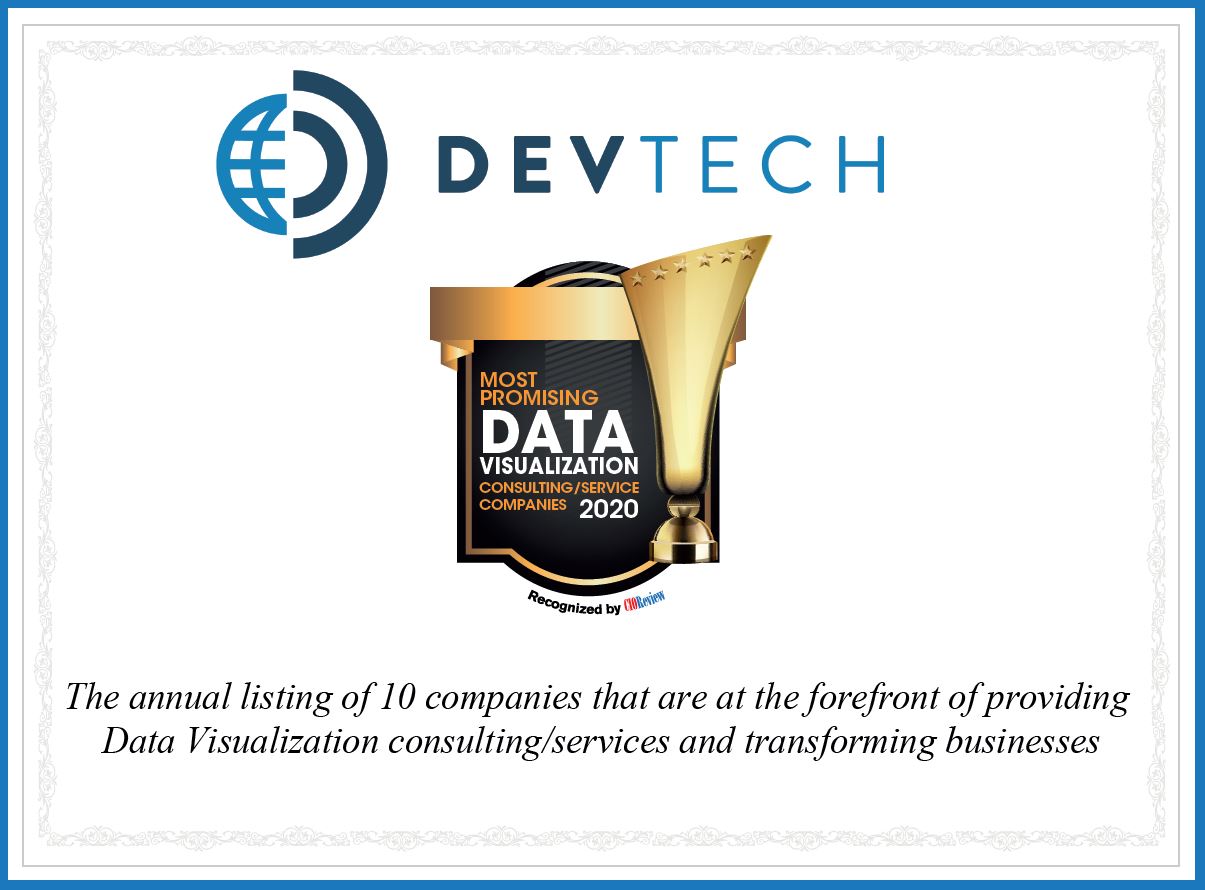 DEVTECH
MOST
PROMISING
DATA
VISUALIZATION
CONSULTING/SERVICE
COMPANIES 2020
Recognized by CIOReview
The annual listing of 10 companies that are at the forefront of providing
Data Visualization consulting/services and transforming businesses